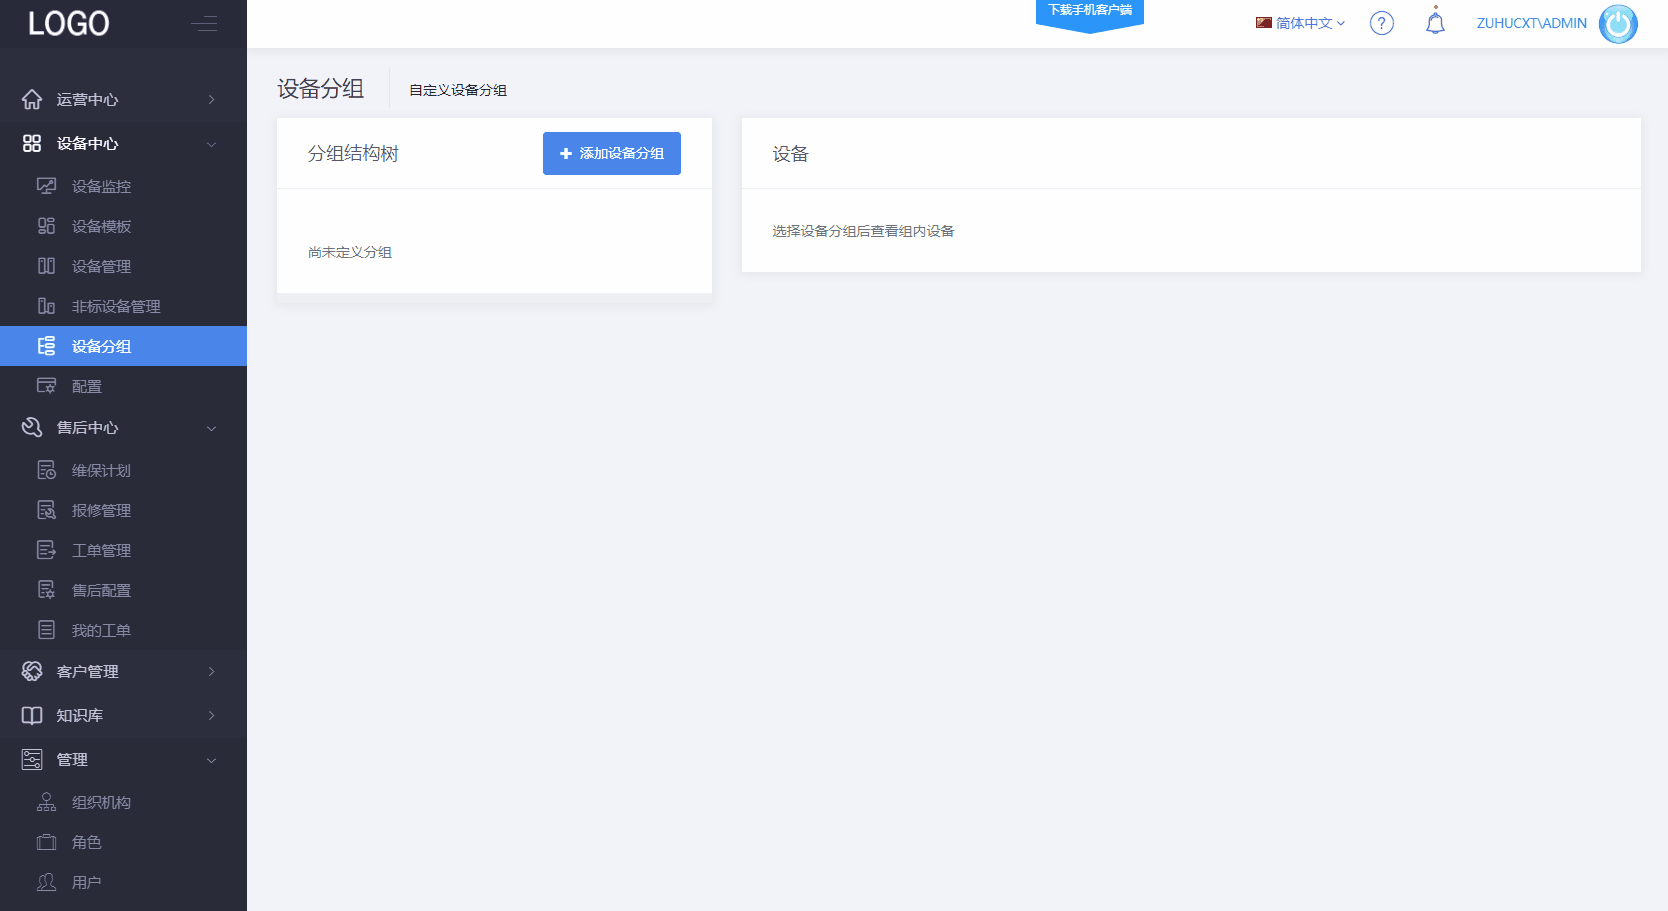 LOGO
下载手机客户端
简体中文
?
ZUHUCXT\ADMIN
运营中心
设备中心
设备监控
设备模板
设备管理
非标设备管理
设备分组
配置
售后中心
维保计划
报修管理
工单管理
售后配置
我的工单
客户管理
知识库
管理
组织机构
角色
用户
设备分组
自定义设备分组
分组结构树
添加设备分组
尚未定义分组
设备
选择设备分组后查看组内设备